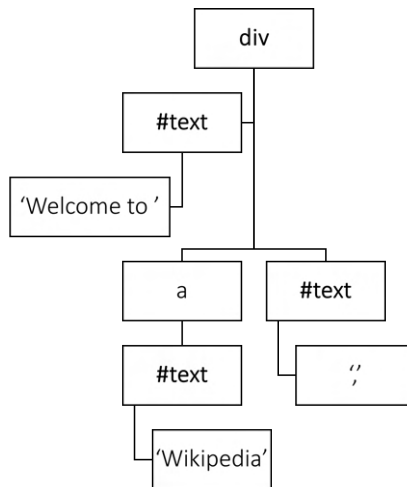 div
#text
‘Welcome to ’
a
#text
#text
‘,’
‘Wikipedia’